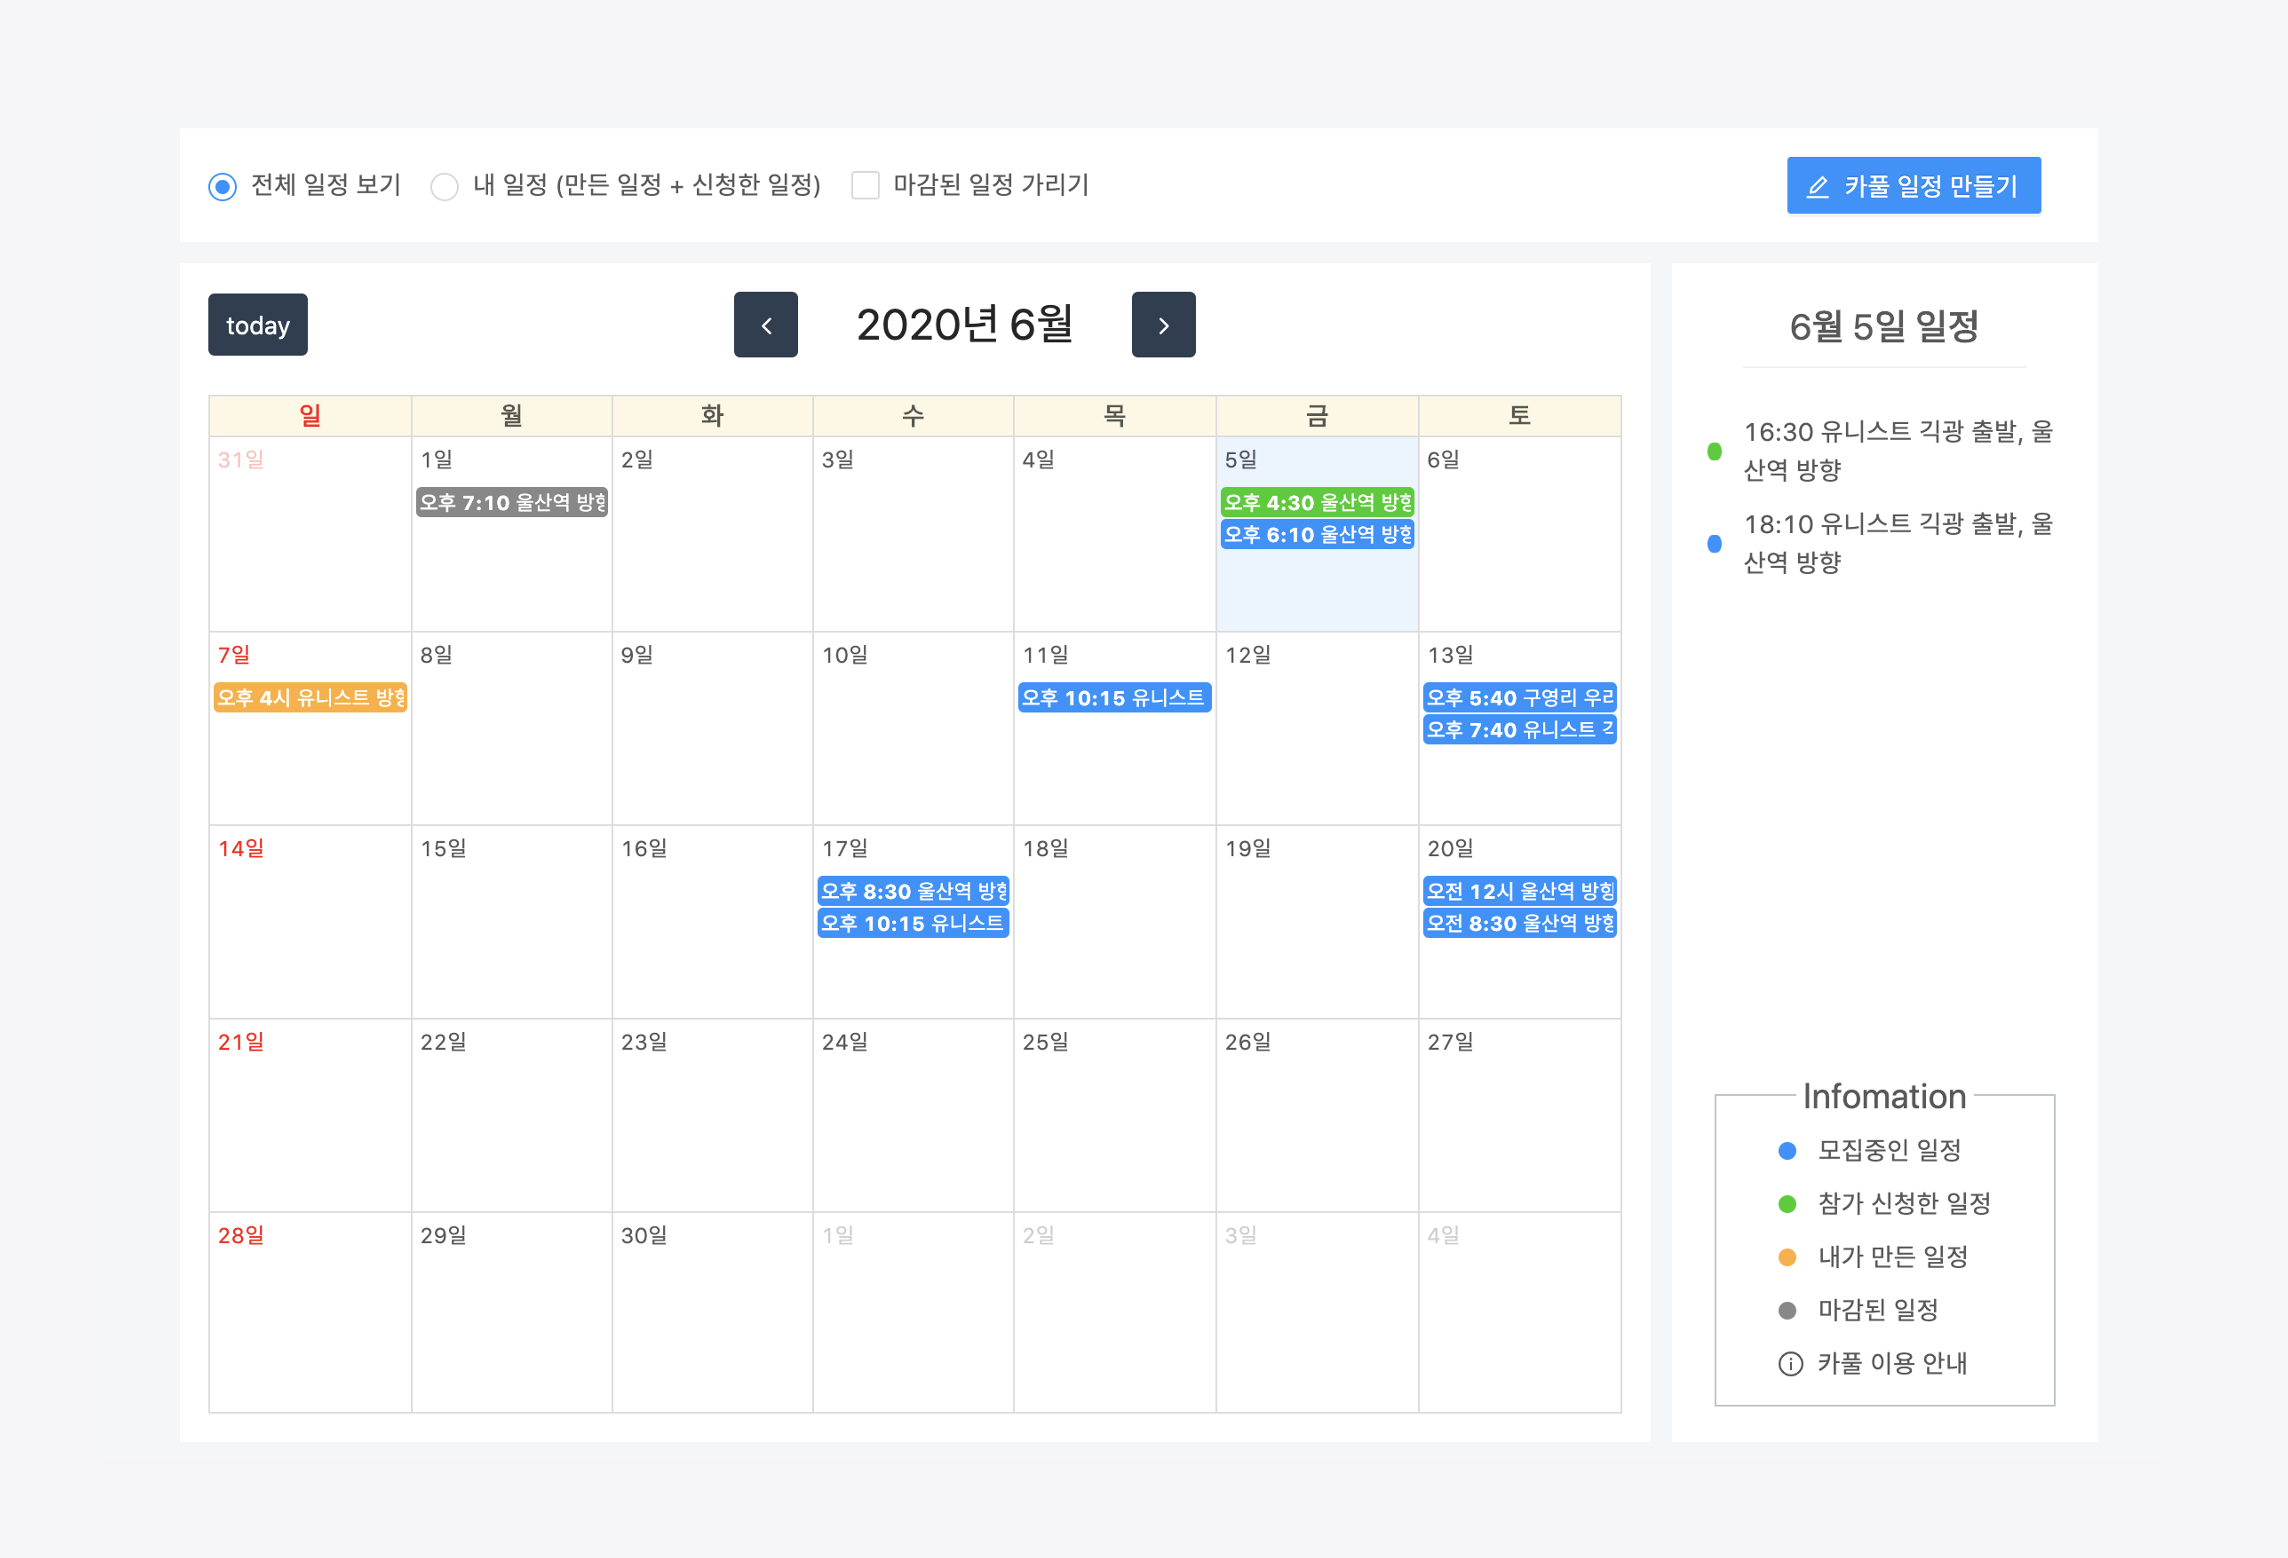 전체 일정 보기 내 일정 (만든 일정 + 신청한 일정) 마감된 일정 가리기 카풀 일정 만들기
today
2020년 6월
일 월 화 수 목 금 토
31일 1일 2일 3일 4일 5일 6일
오후 7:10 울산역 방향
오후 4:30 울산역 방향
오후 6:10 울산역 방향
7일 8일 9일 10일 11일 12일 13일
오후 4시 유니스트 방향
오후 10:15 유니스트
오후 5:40 구영리
오후 7:40 유니스트
14일 15일 16일 17일 18일 19일 20일
오후 8:30 울산역 방향
오후 10:15 유니스트
오전 12시 울산역 방향
오전 8:30 울산역 방향
21일 22일 23일 24일 25일 26일 27일
28일 29일 30일 1일 2일 3일 4일
6월 5일 일정
16:30 유니스트 긱광 출발, 울
산역 방향
18:10 유니스트 긱광 출발, 울
산역 방향
Infomation
모집중인 일정
참가 신청한 일정
내가 만든 일정
마감된 일정
카풀 이용 안내